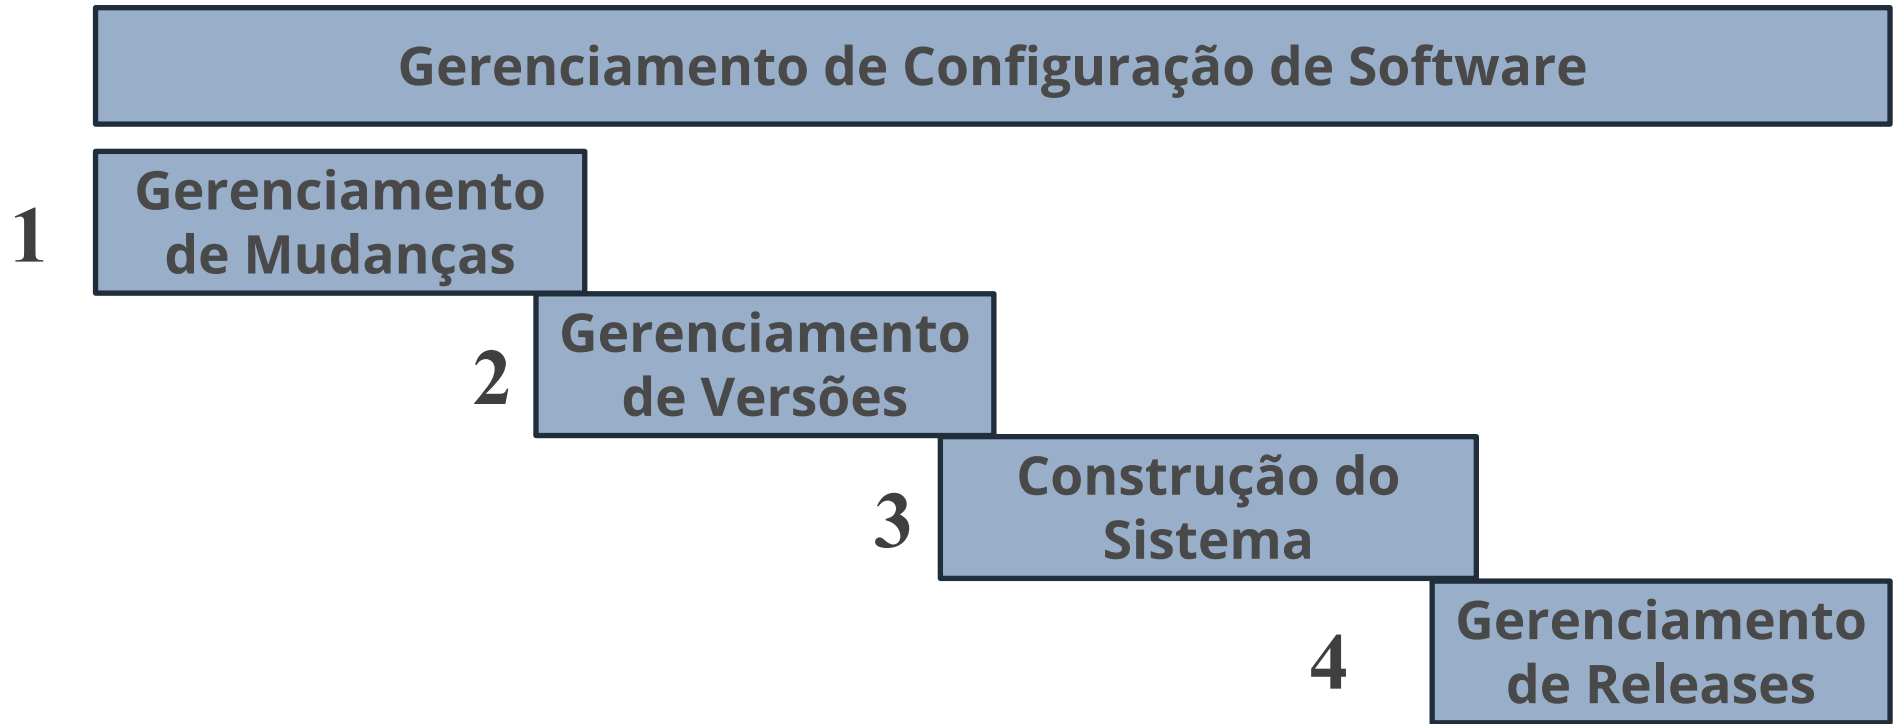 Gerenciamento de Configuração de Software
1
Gerenciamento
de Mudanças
2
Gerenciamento
de Versões
3
Construção do
Sistema
4
Gerenciamento
de Releases